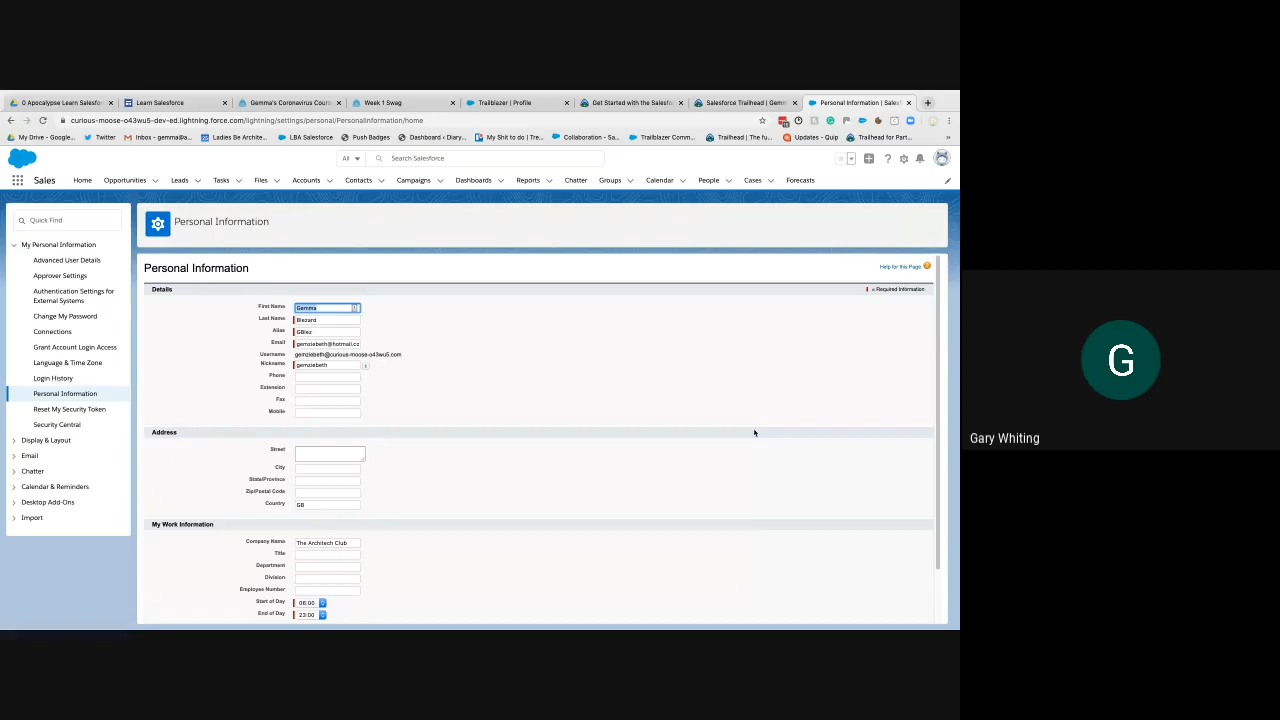 0 Apocalypse Learn Salesfor
Learn Salesforce
Gemma's Coronavirus Cours
Week 1 Swag
Trailblazer | Profile
Get Started with the Salesfo
Salesforce Trailhead | Gemm
Personal Information | Sales
curious-moose-o43wu5-dev-ed.lightning.force.com/lightning/settings/personal/PersonalInformation/home
My Drive - Google...
Twitter
Inbox - gemma@a...
Ladies Be Archite...
LBA Salesforce
Push Badges
Dashboard ‹ Diary...
My Shit to do | Tre...
Collaboration - Sa...
Trailblazer Comm...
Trailhead | The fu...
Updates - Quip
Trailhead for Part...
»
All
Search Salesforce
Sales
Home
Opportunities
Leads
Tasks
Files
Accounts
Contacts
Campaigns
Dashboards
Reports
Chatter
Groups
Calendar
People
Cases
Forecasts
Quick Find
My Personal Information
Advanced User Details
Approver Settings
Authentication Settings for
External Systems
Change My Password
Connections
Grant Account Login Access
Language & Time Zone
Login History
Personal Information
Reset My Security Token
Security Central
Display & Layout
Email
Chatter
Calendar & Reminders
Desktop Add-Ons
Import
Personal Information
Personal Information
Help for this Page
Details
= Required Information
First Name Gemma
Last Name Blezard
Alias GBlez
Email gemziebeth@hotmail.co
Username gemziebeth@curious-moose-o43wu5.com
Nickname gemziebeth
Phone
Extension
Fax
Mobile
Address
Street
City
State/Province
Zip/Postal Code
Country GB
My Work Information
Company Name The Architech Club
Title
Department
Division
Employee Number
Start of Day 08:00
End of Day 23:00
G
Gary Whiting